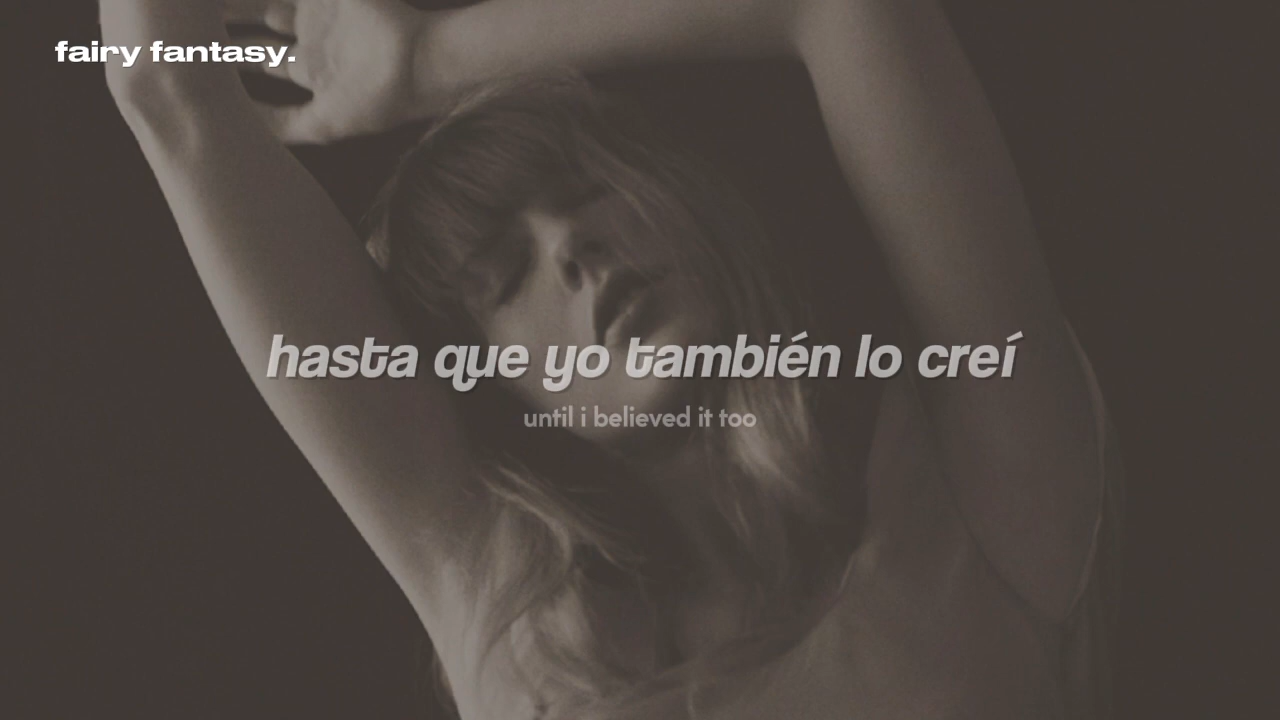 fairy fantasy.
hasta que yo también lo creí
until i believed it too